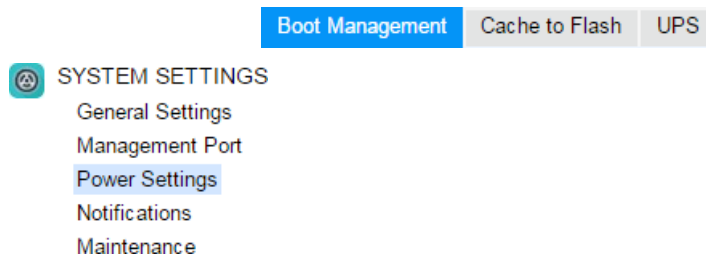 Boot Management Cache to Flash UPS
SYSTEM SETTINGS
General Settings
Management Port
Power Settings
Notifications
Maintenance